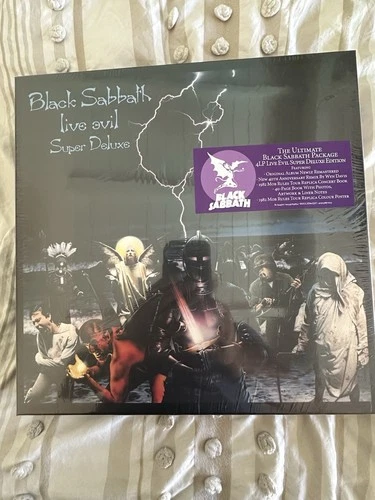 Black Sabbath
live evil
Super Deluxe
The Ultimate
Black Sabbath Package
4LP Live Evil Super Deluxe Edition
Featuring
• Original Album Newly Remastered
• New 40th Anniversary Remix By Wyn Davis
• 1982 Mob Rules Tour Replica Concert Book
• 40-Page Book With Photos,
Artwork & Liner Notes
• 1982 Mob Rules Tour Replica Colour Poster
BLACK
SABBATH